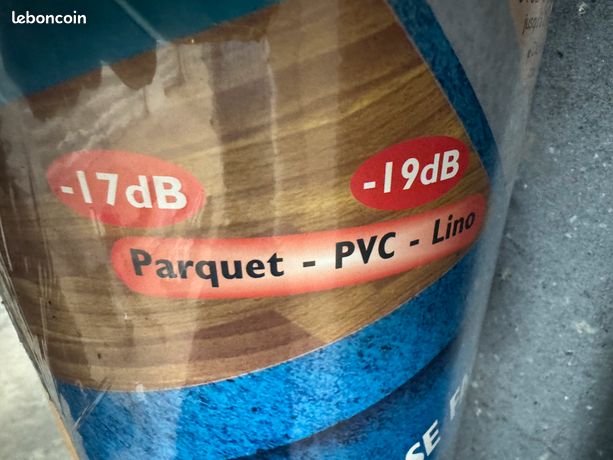 leboncoin
-17dB
-19dB
Parquet - PVC - Lino